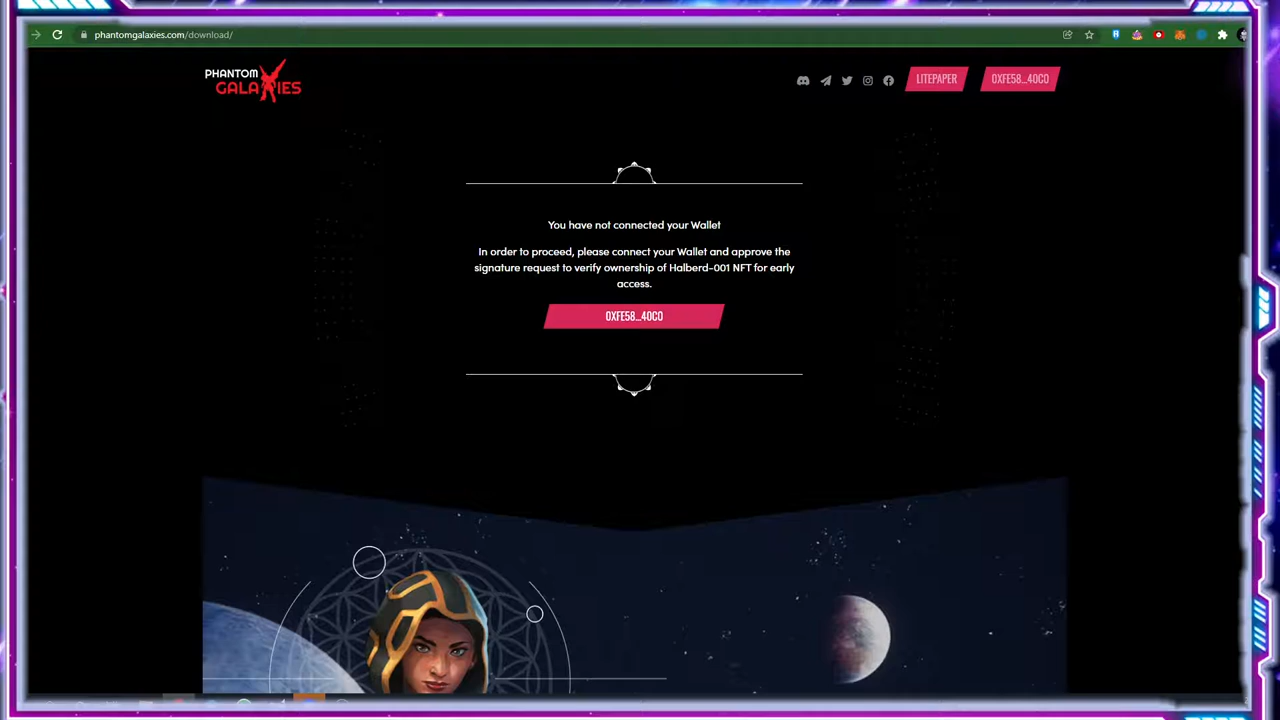 phantomgalaxies.com/download/
PHANTOM
GALAXIES
LITEPAPER
0XFE58...40C0
You have not connected your Wallet
In order to proceed, please connect your Wallet and approve the
signature request to verify ownership of Halberd-001 NFT for early
access.
0XFE58...40C0